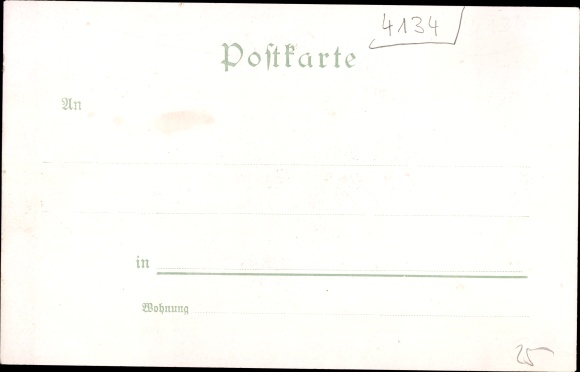 4134
Poſtkarte
An
in
Wohnung
25